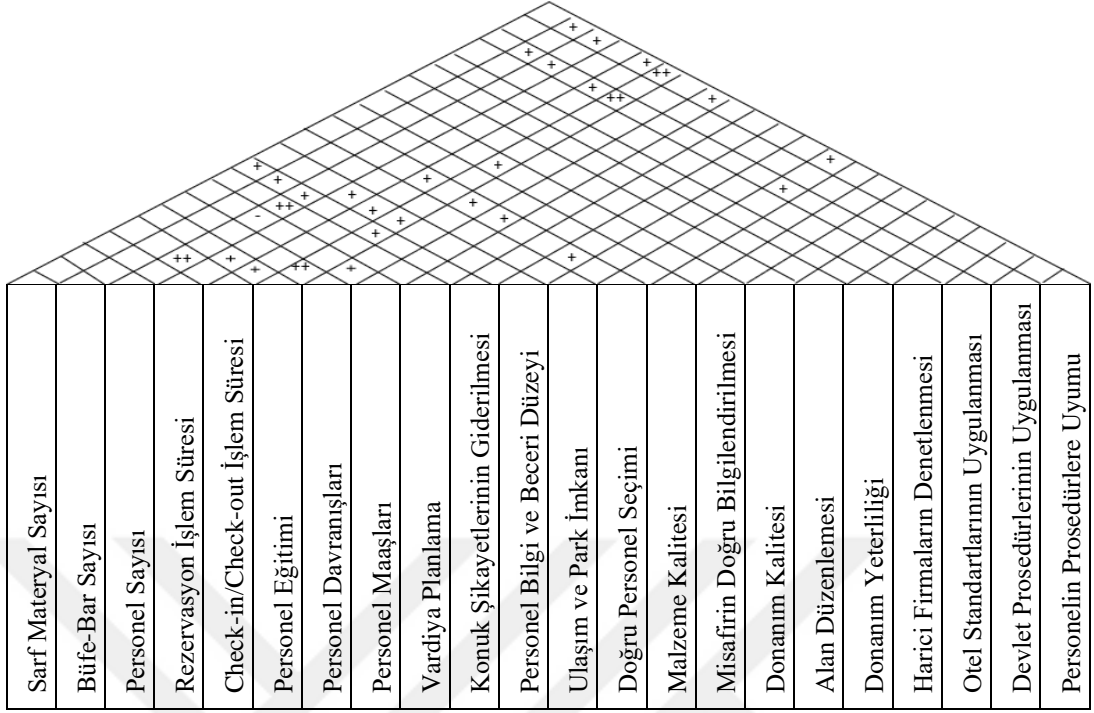 +
+
+
+
+
++
+
++
+
+
+
+
+
+
+
+
++
+
-
+
+
+
+
+
++
+
+
+
++
+
Sarf Materyal Sayısı
Büfe-Bar Sayısı
Personel Sayısı
Rezervasyon İşlem Süresi
Check-in/Check-out İşlem Süresi
Personel Eğitimi
Personel Davranışları
Personel Maaşları
Vardiya Planlama
Konuk Şikayetlerinin Giderilmesi
Personel Bilgi ve Beceri Düzeyi
Ulaşım ve Park İmkanı
Doğru Personel Seçimi
Malzeme Kalitesi
Misafirin Doğru Bilgilendirilmesi
Donanım Kalitesi
Alan Düzenlemesi
Donanım Yeterliliği
Harici Firmaların Denetlenmesi
Otel Standartlarının Uygulanması
Devlet Prosedürlerinin Uygulanması
Personelin Prosedürlere Uyumu